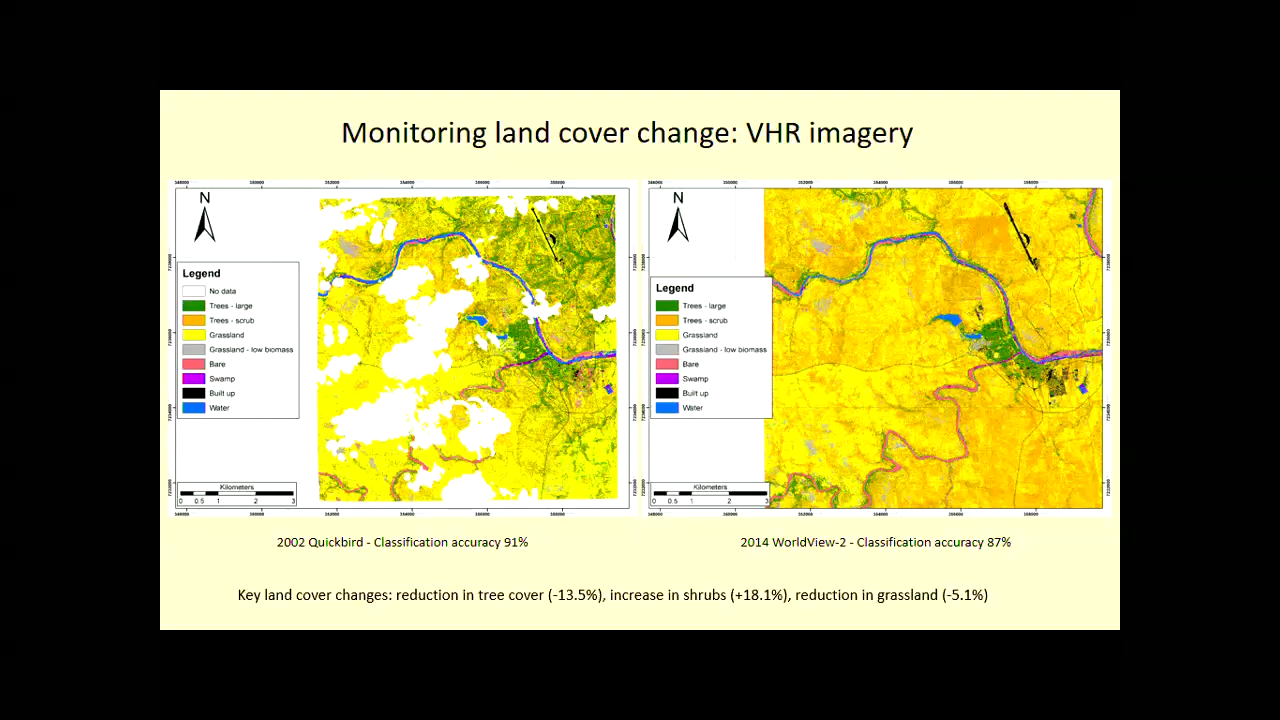 Monitoring land cover change: VHR imagery
N
Legend
No data
Trees - large
Trees - scrub
Grassland
Grassland - low biomass
Bare
Swamp
Built up
Water
Kilometers
0 0.5 1 2 3
N
Legend
Trees - large
Trees - scrub
Grassland
Grassland - low biomass
Bare
Swamp
Built up
Water
Kilometers
0 0.5 1 2 3
2002 Quickbird - Classification accuracy 91%
2014 WorldView-2 - Classification accuracy 87%
Key land cover changes: reduction in tree cover (-13.5%), increase in shrubs (+18.1%), reduction in grassland (-5.1%)